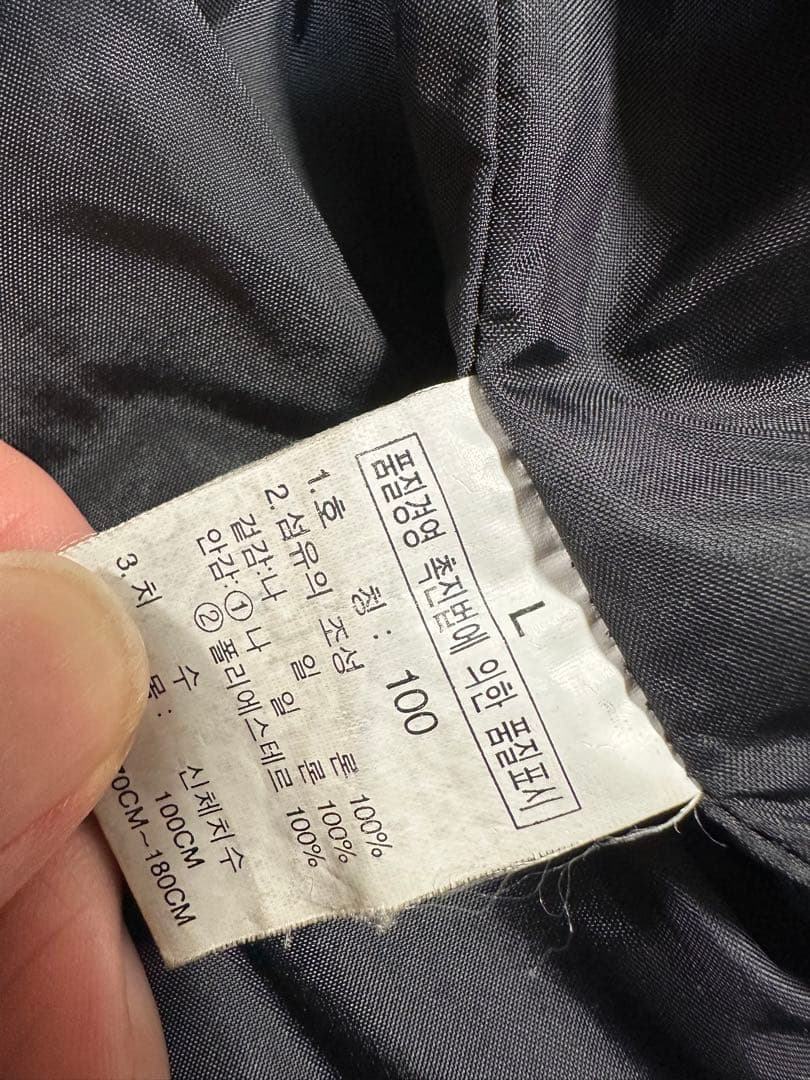 L
품질경영 촉진법에 의한 품질표시
1.호 칭: 100
2.섬유의 조성
겉감:나 일 론 100%
안감:①나 일 론 100%
②폴리에스테르 100%
3.치 수 신체치수
100CM
70CM~180CM